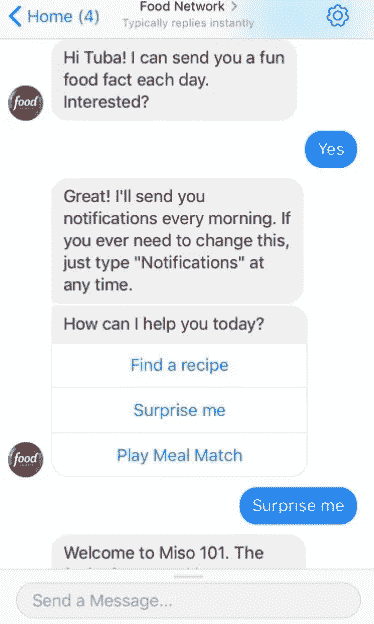 Home (4)
Food Network >
Typically replies instantly
Hi Tuba! I can send you a fun
food fact each day.
Interested?
food
Yes
Great! I'll send you
notifications every morning. If
you ever need to change this,
just type "Notifications" at
any time.
How can I help you today?
Find a recipe
Surprise me
Play Meal Match
food
Surprise me
Welcome to Miso 101. The
Send a Message...